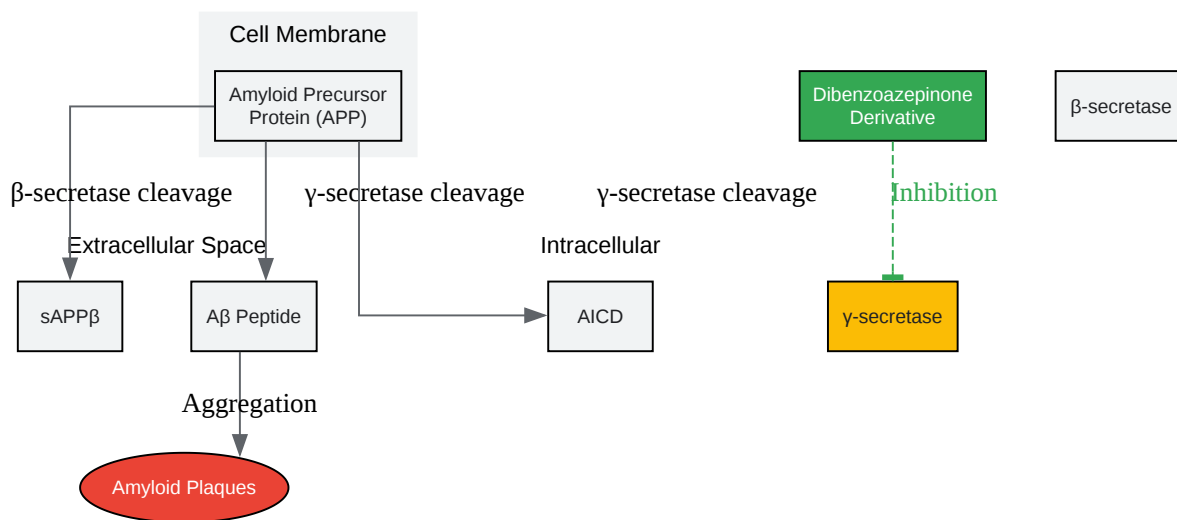 Cell Membrane
Amyloid Precursor
Protein (APP)
Dibenzoazepinone
Derivative
β-secretase
β-secretase cleavage
γ-secretase cleavage
γ-secretase cleavage
Inhibition
Extracellular Space
Intracellular
sAPPβ
Aβ Peptide
AICD
γ-secretase
Aggregation
Amyloid Plaques